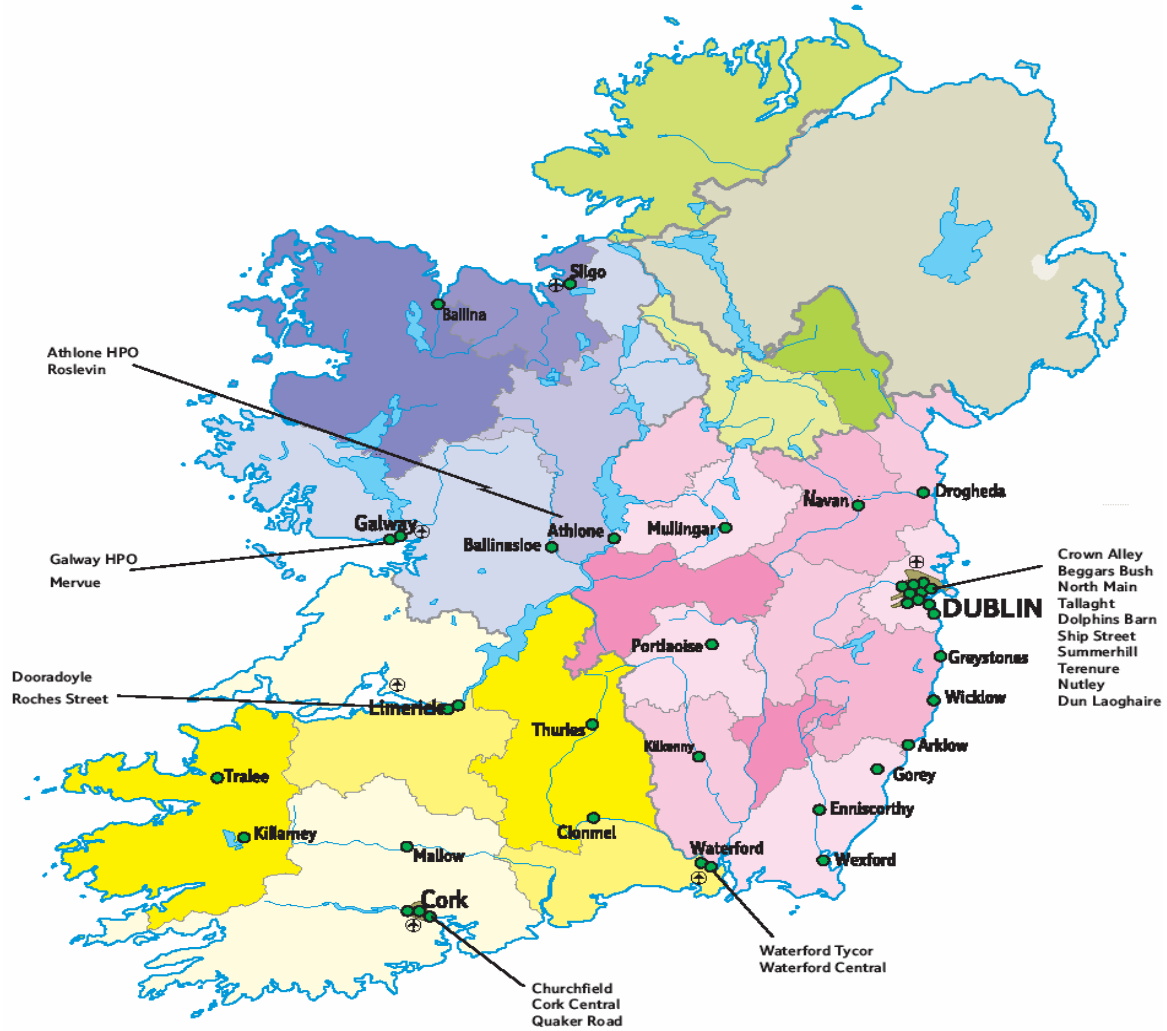 Sligo
Ballina
Athlone HPO
Roslevin
Navan
Drogheda
Galway
Mullingar
Athlone
Ballinasloe
Galway HPO
Mervue
Crown Alley
Beggars Bush
North Main
Tallaght
Dolphins Barn
Ship Street
Summerhill
Terenure
Nutley
Dun Laoghaire
DUBLIN
Portlaoise
Greystones
Dooradoyle
Roches Street
Limerick
Wicklow
Thurles
Kilkenny
Arklow
Gorey
Tralee
Enniscorthy
Killarney
Clonmel
Mallow
Waterford
Wexford
Cork
Waterford Tycor
Waterford Central
Churchfield
Cork Central
Quaker Road